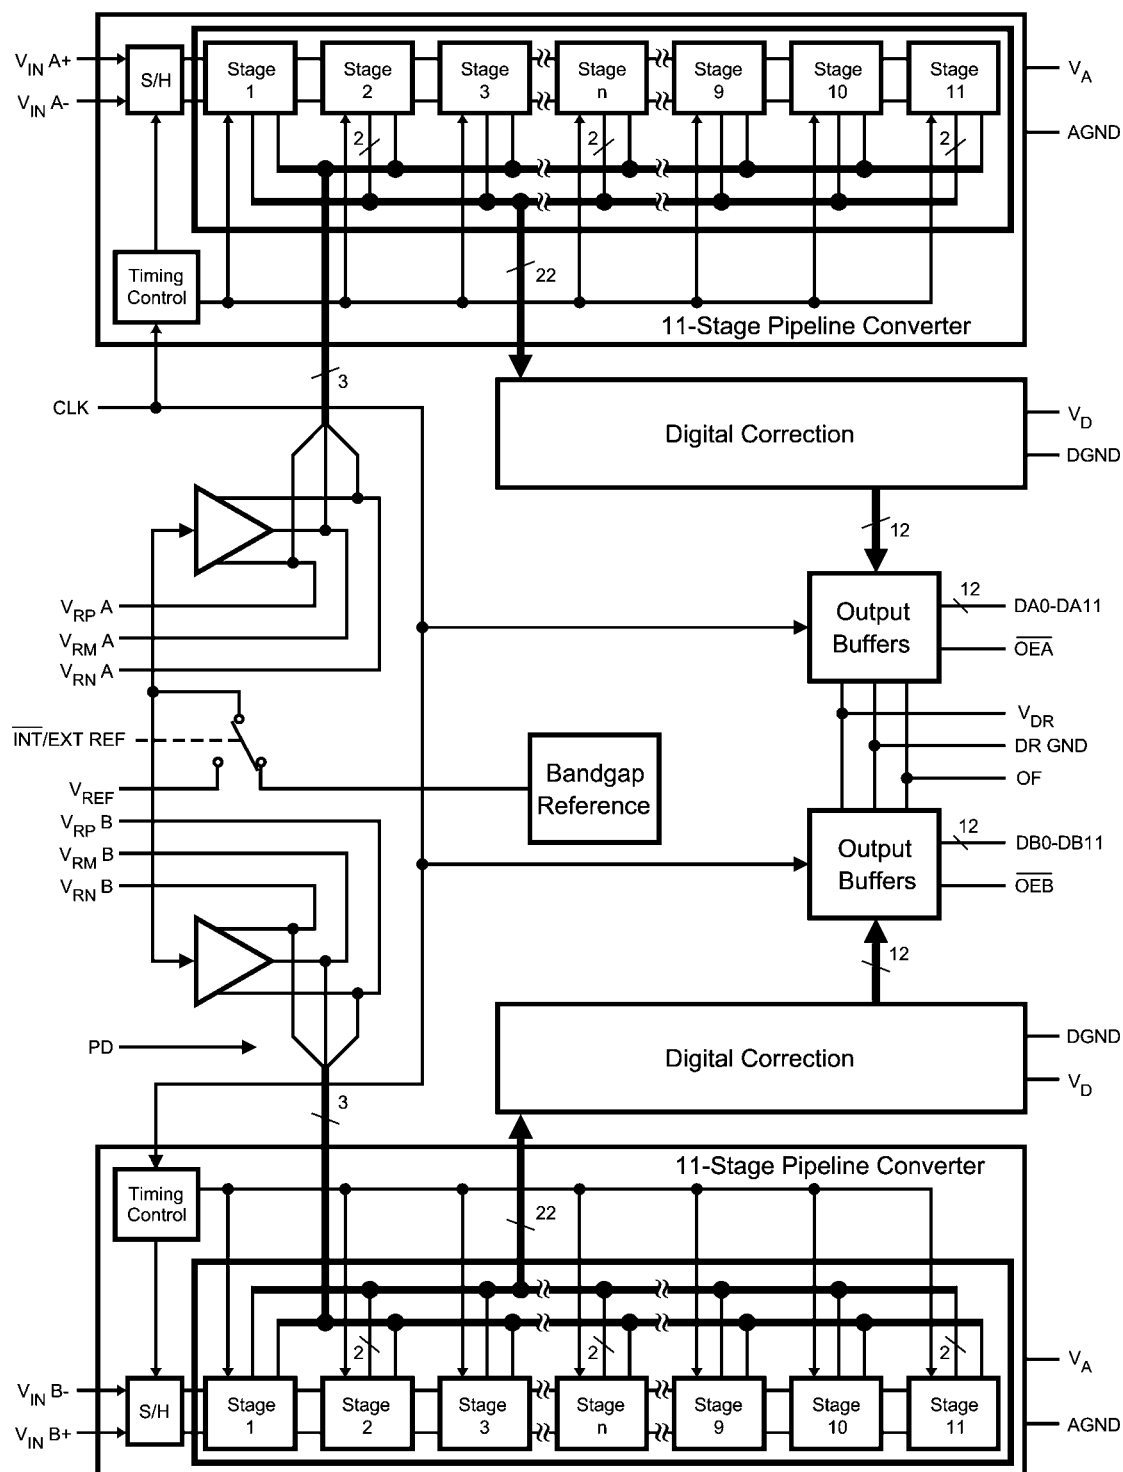 V_IN A+
V_IN A-
S/H
Stage 1
Stage 2
Stage 3
Stage n
Stage 9
Stage 10
Stage 11
V_A
AGND
2
2
2
Timing
Control
22
11-Stage Pipeline Converter
3
CLK
Digital Correction
V_D
DGND
12
V_RP A
V_RM A
V_RN A
Output
Buffers
12
DA0-DA11
OEA
INT/EXT REF
V_REF
Bandgap
Reference
V_DR
DR GND
OF
V_RP B
V_RM B
V_RN B
Output
Buffers
12
DB0-DB11
OEB
12
PD
Digital Correction
DGND
V_D
3
11-Stage Pipeline Converter
Timing
Control
22
2
2
2
V_IN B-
V_IN B+
S/H
Stage 1
Stage 2
Stage 3
Stage n
Stage 9
Stage 10
Stage 11
V_A
AGND